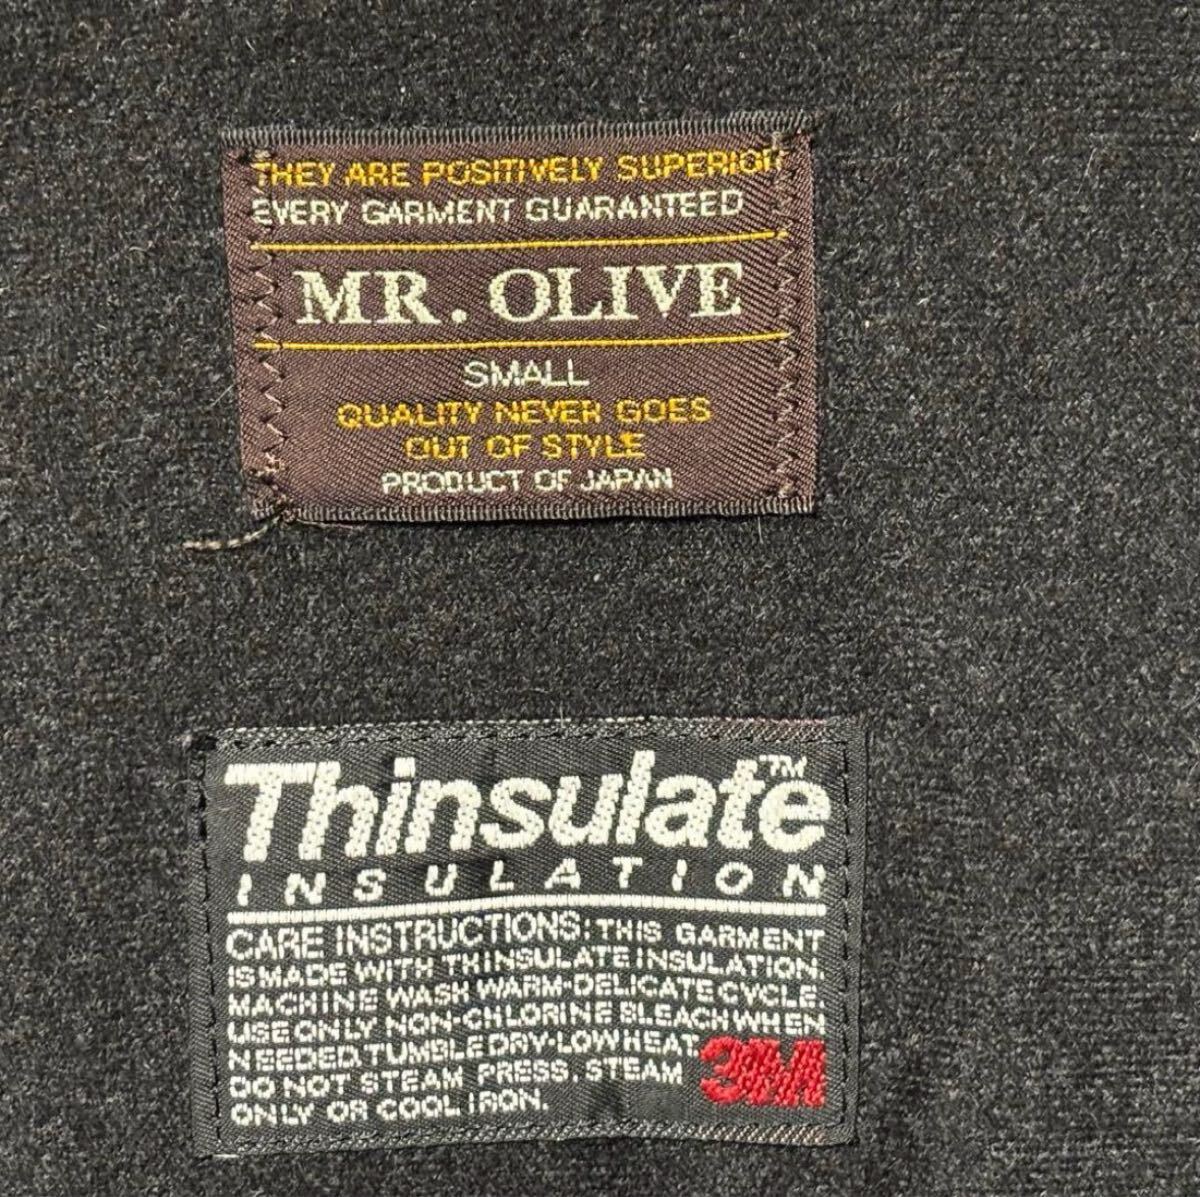 THEY ARE POSITIVELY SUPERIOR
EVERY GARMENT GUARANTEED
MR. OLIVE
SMALL
QUALITY NEVER GOES
OUT OF STYLE
PRODUCT OF JAPAN
Thinsulate™
INSULATION
CARE INSTRUCTIONS: THIS GARMENT
IS MADE WITH THINSULATE INSULATION.
MACHINE WASH WARM-DELICATE CYCLE.
USE ONLY NON-CHLORINE BLEACH WHEN
NEEDED. TUMBLE DRY-LOW HEAT.
DO NOT STEAM PRESS. STEAM
ONLY OR COOL IRON.
3M